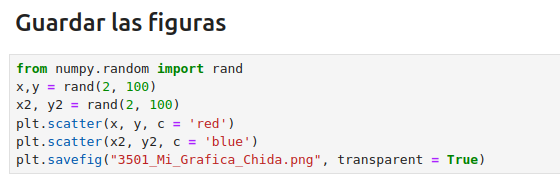 Guardar las figuras
from numpy.random import rand
x,y = rand(2, 100)
x2, y2 = rand(2, 100)
plt.scatter(x, y, c = 'red')
plt.scatter(x2, y2, c = 'blue')
plt.savefig("3501_Mi_Grafica_Chida.png", transparent = True)